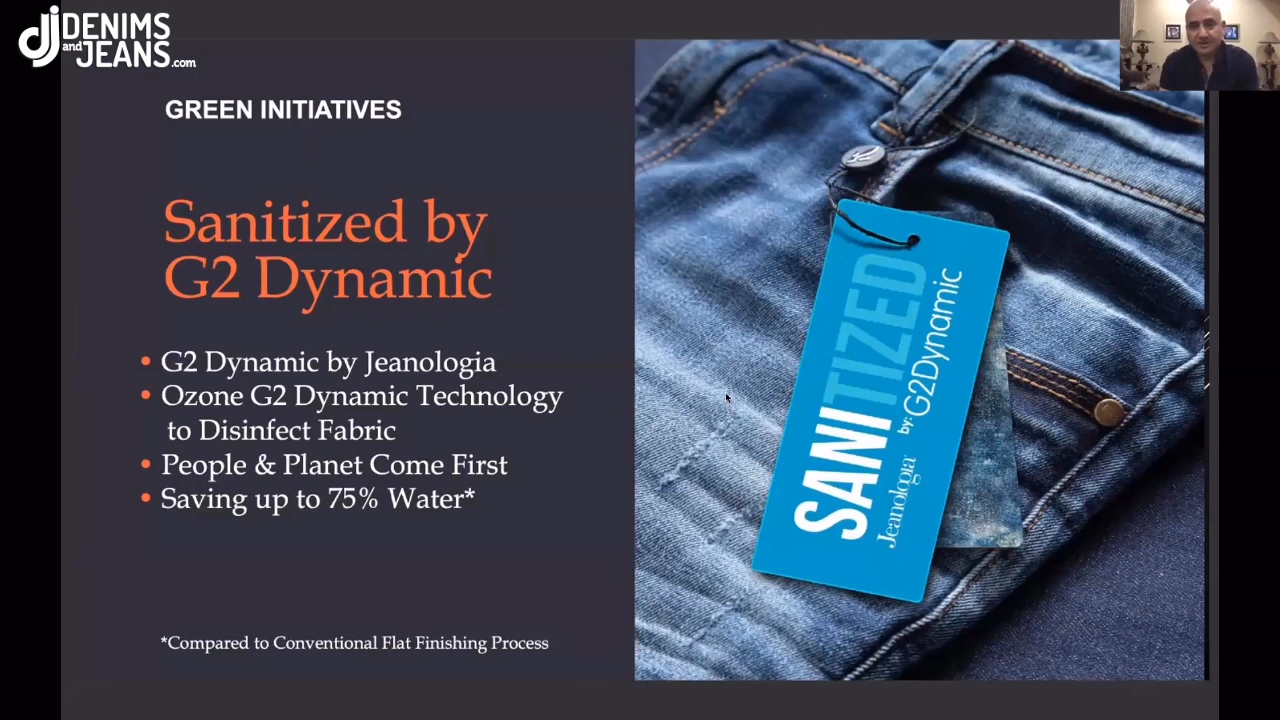 DENIMS
and JEANS.com
GREEN INITIATIVES
Sanitized by
G2 Dynamic
• G2 Dynamic by Jeanologia
• Ozone G2 Dynamic Technology
to Disinfect Fabric
• People & Planet Come First
• Saving up to 75% Water*
*Compared to Conventional Flat Finishing Process
SANITIZED
Jeanologia by: G2Dynamic